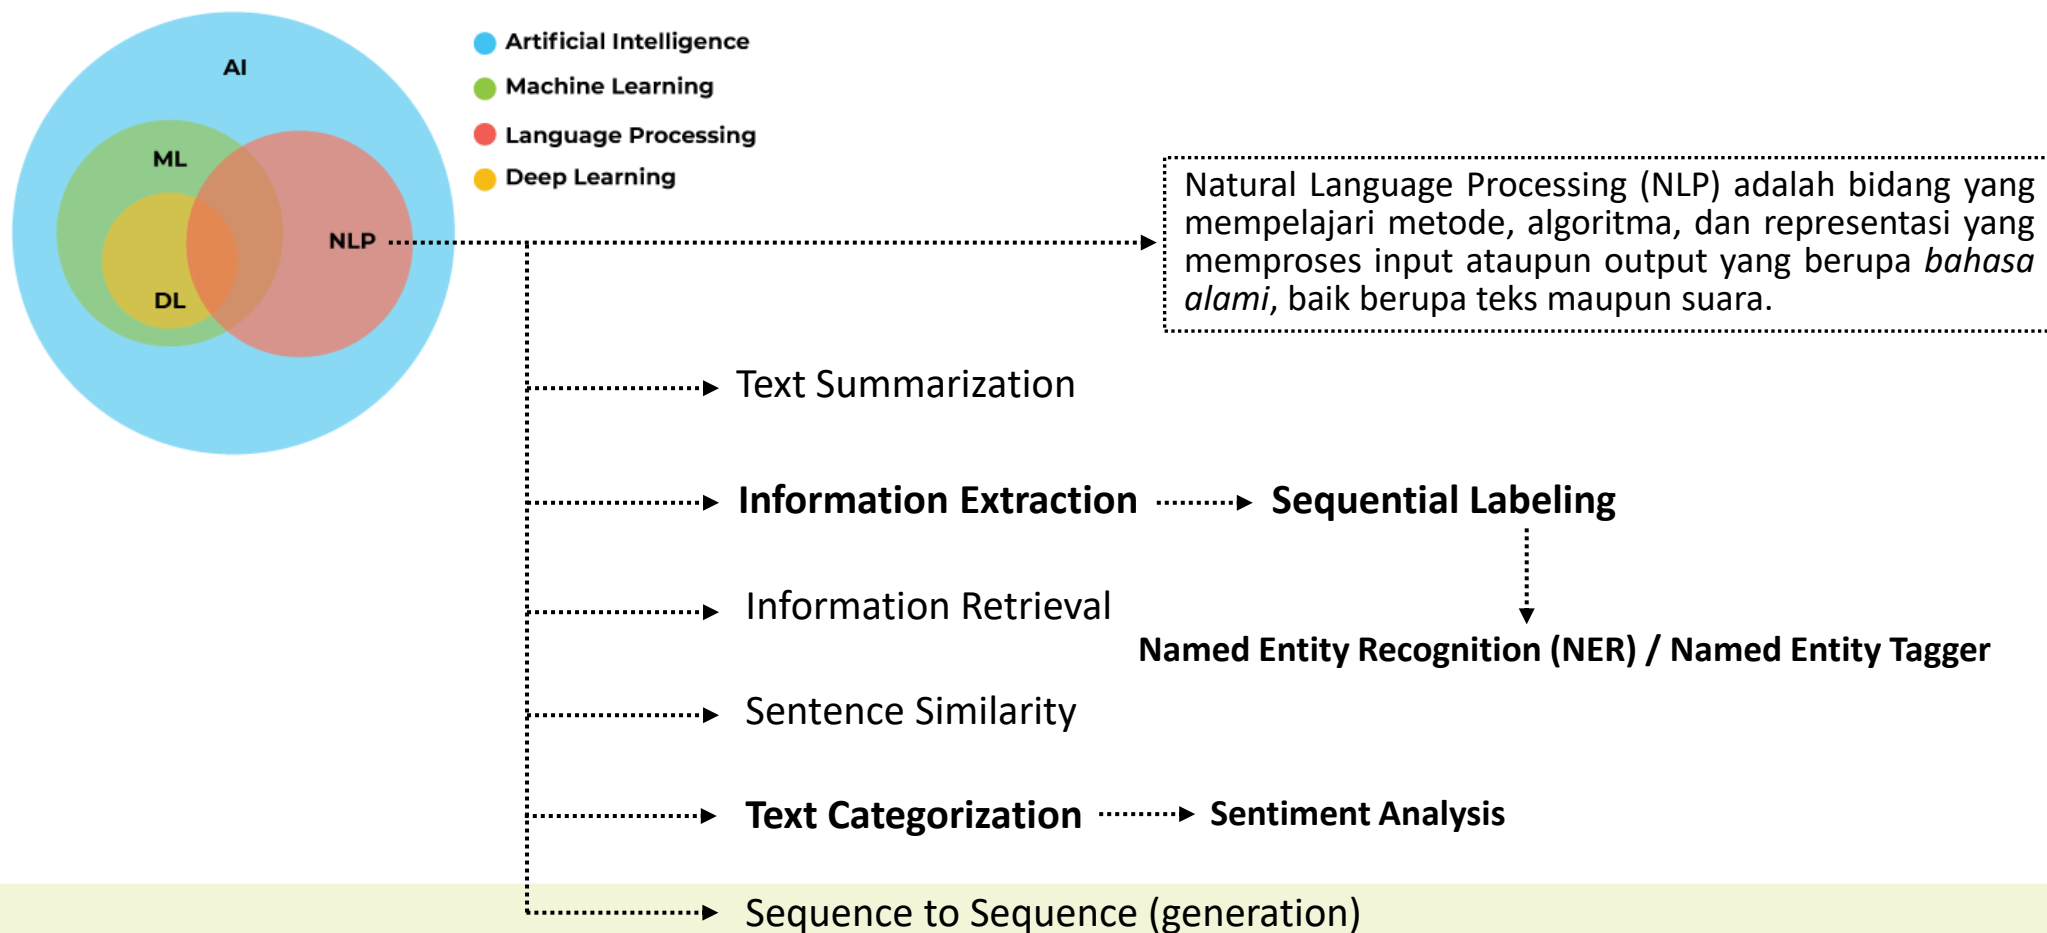 AI
ML
NLP
DL
Artificial Intelligence
Machine Learning
Language Processing
Deep Learning
Natural Language Processing (NLP) adalah bidang yang
mempelajari metode, algoritma, dan representasi yang
memproses input ataupun output yang berupa bahasa
alami, baik berupa teks maupun suara.
Text Summarization
Information Extraction
Sequential Labeling
Information Retrieval
Named Entity Recognition (NER) / Named Entity Tagger
Sentence Similarity
Text Categorization
Sentiment Analysis
Sequence to Sequence (generation)